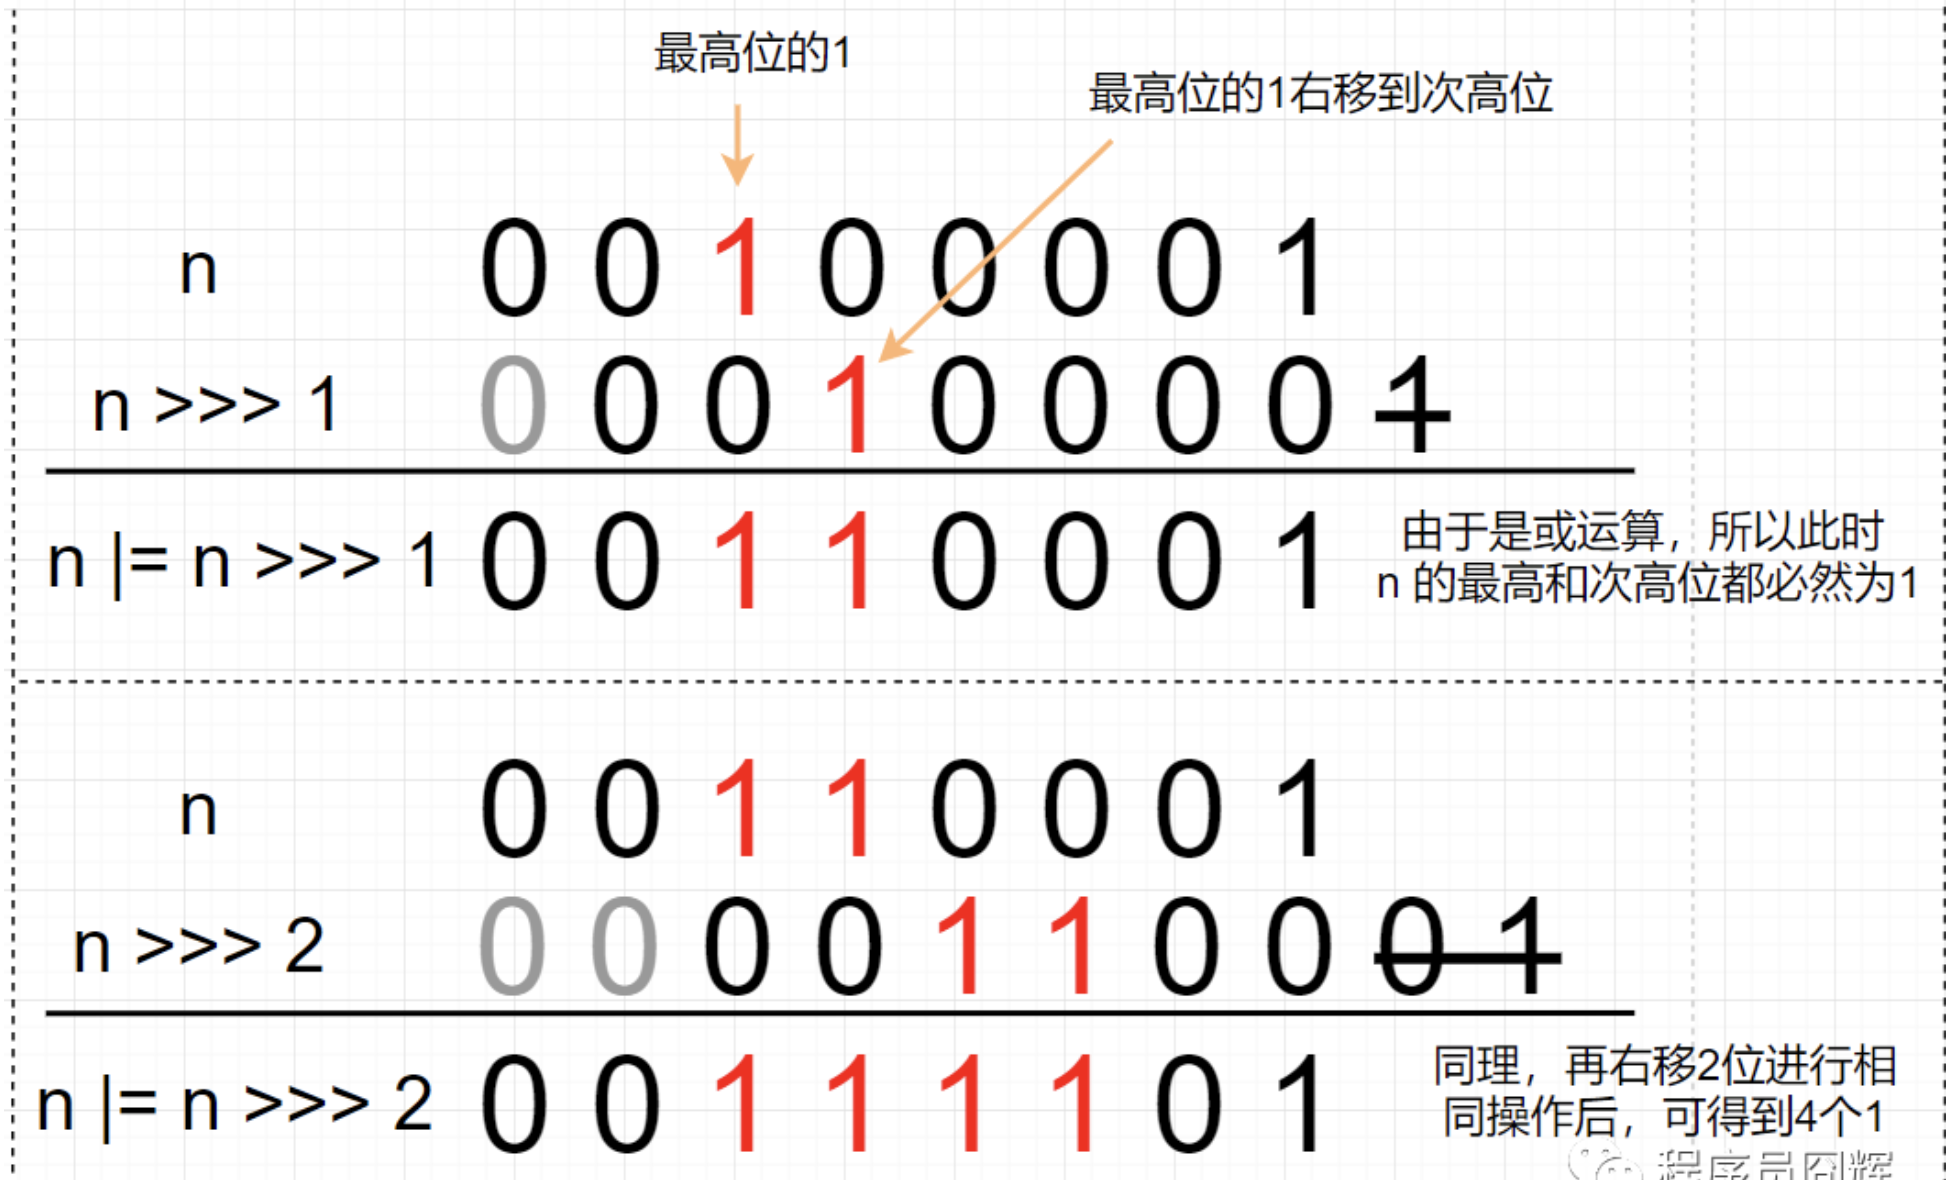 最高位的1
最高位的1右移到次高位
n 0 0 1 0 0 0 0 1
n >>> 1 0 0 0 1 0 0 0 0 1
n |= n >>> 1 0 0 1 1 0 0 0 1
由于是或运算，所以此时
n 的最高和次高位都必然为1
n 0 0 1 1 0 0 0 1
n >>> 2 0 0 0 0 1 1 0 0 0 1
n |= n >>> 2 0 0 1 1 1 1 0 1
同理，再右移2位进行相
同操作后，可得到4个1
程序员囧辉